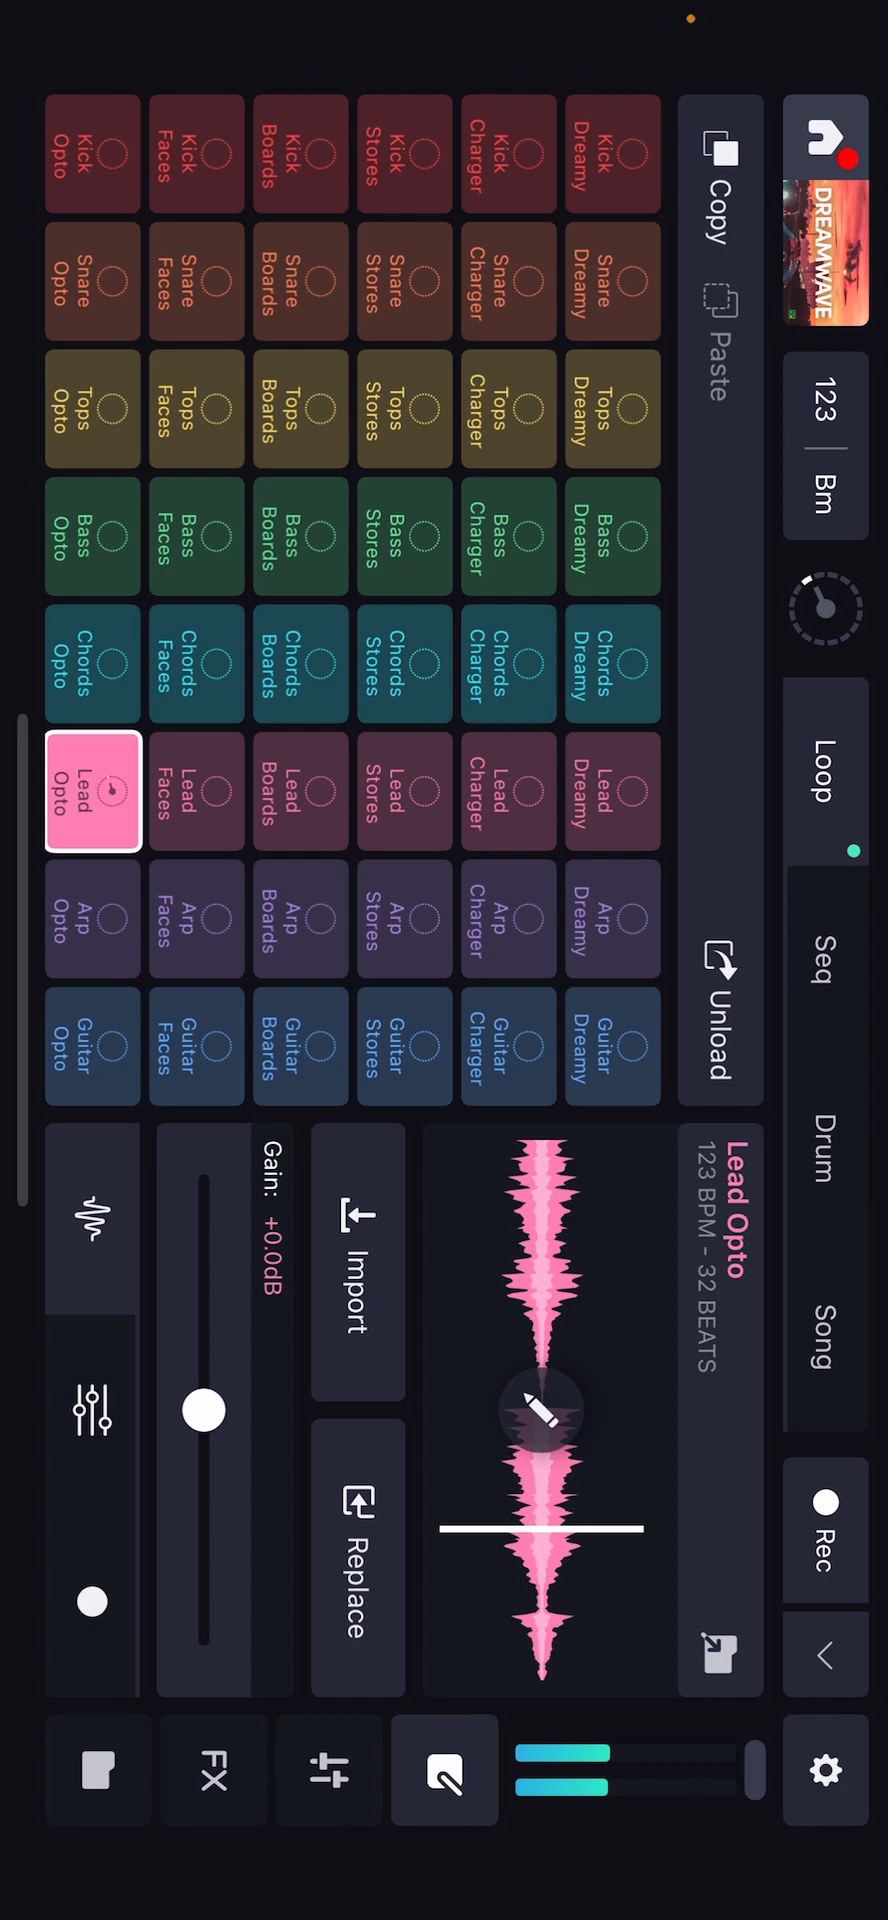 DREAMWAVE
123
Bm
Loop
Seq
Drum
Song
Rec
Copy
Paste
Unload
Kick
Dreamy
Snare
Dreamy
Tops
Dreamy
Bass
Dreamy
Chords
Dreamy
Lead
Dreamy
Arp
Dreamy
Guitar
Dreamy
Kick
Charger
Snare
Charger
Tops
Charger
Bass
Charger
Chords
Charger
Lead
Charger
Arp
Charger
Guitar
Charger
Kick
Stores
Snare
Stores
Tops
Stores
Bass
Stores
Chords
Stores
Lead
Stores
Arp
Stores
Guitar
Stores
Kick
Boards
Snare
Boards
Tops
Boards
Bass
Boards
Chords
Boards
Lead
Boards
Arp
Boards
Guitar
Boards
Kick
Faces
Snare
Faces
Tops
Faces
Bass
Faces
Chords
Faces
Lead
Faces
Arp
Faces
Guitar
Faces
Kick
Opto
Snare
Opto
Tops
Opto
Bass
Opto
Chords
Opto
Lead
Opto
Arp
Opto
Guitar
Opto
Lead Opto
123 BPM - 32 BEATS
Import
Replace
Gain: +0.0dB
FX